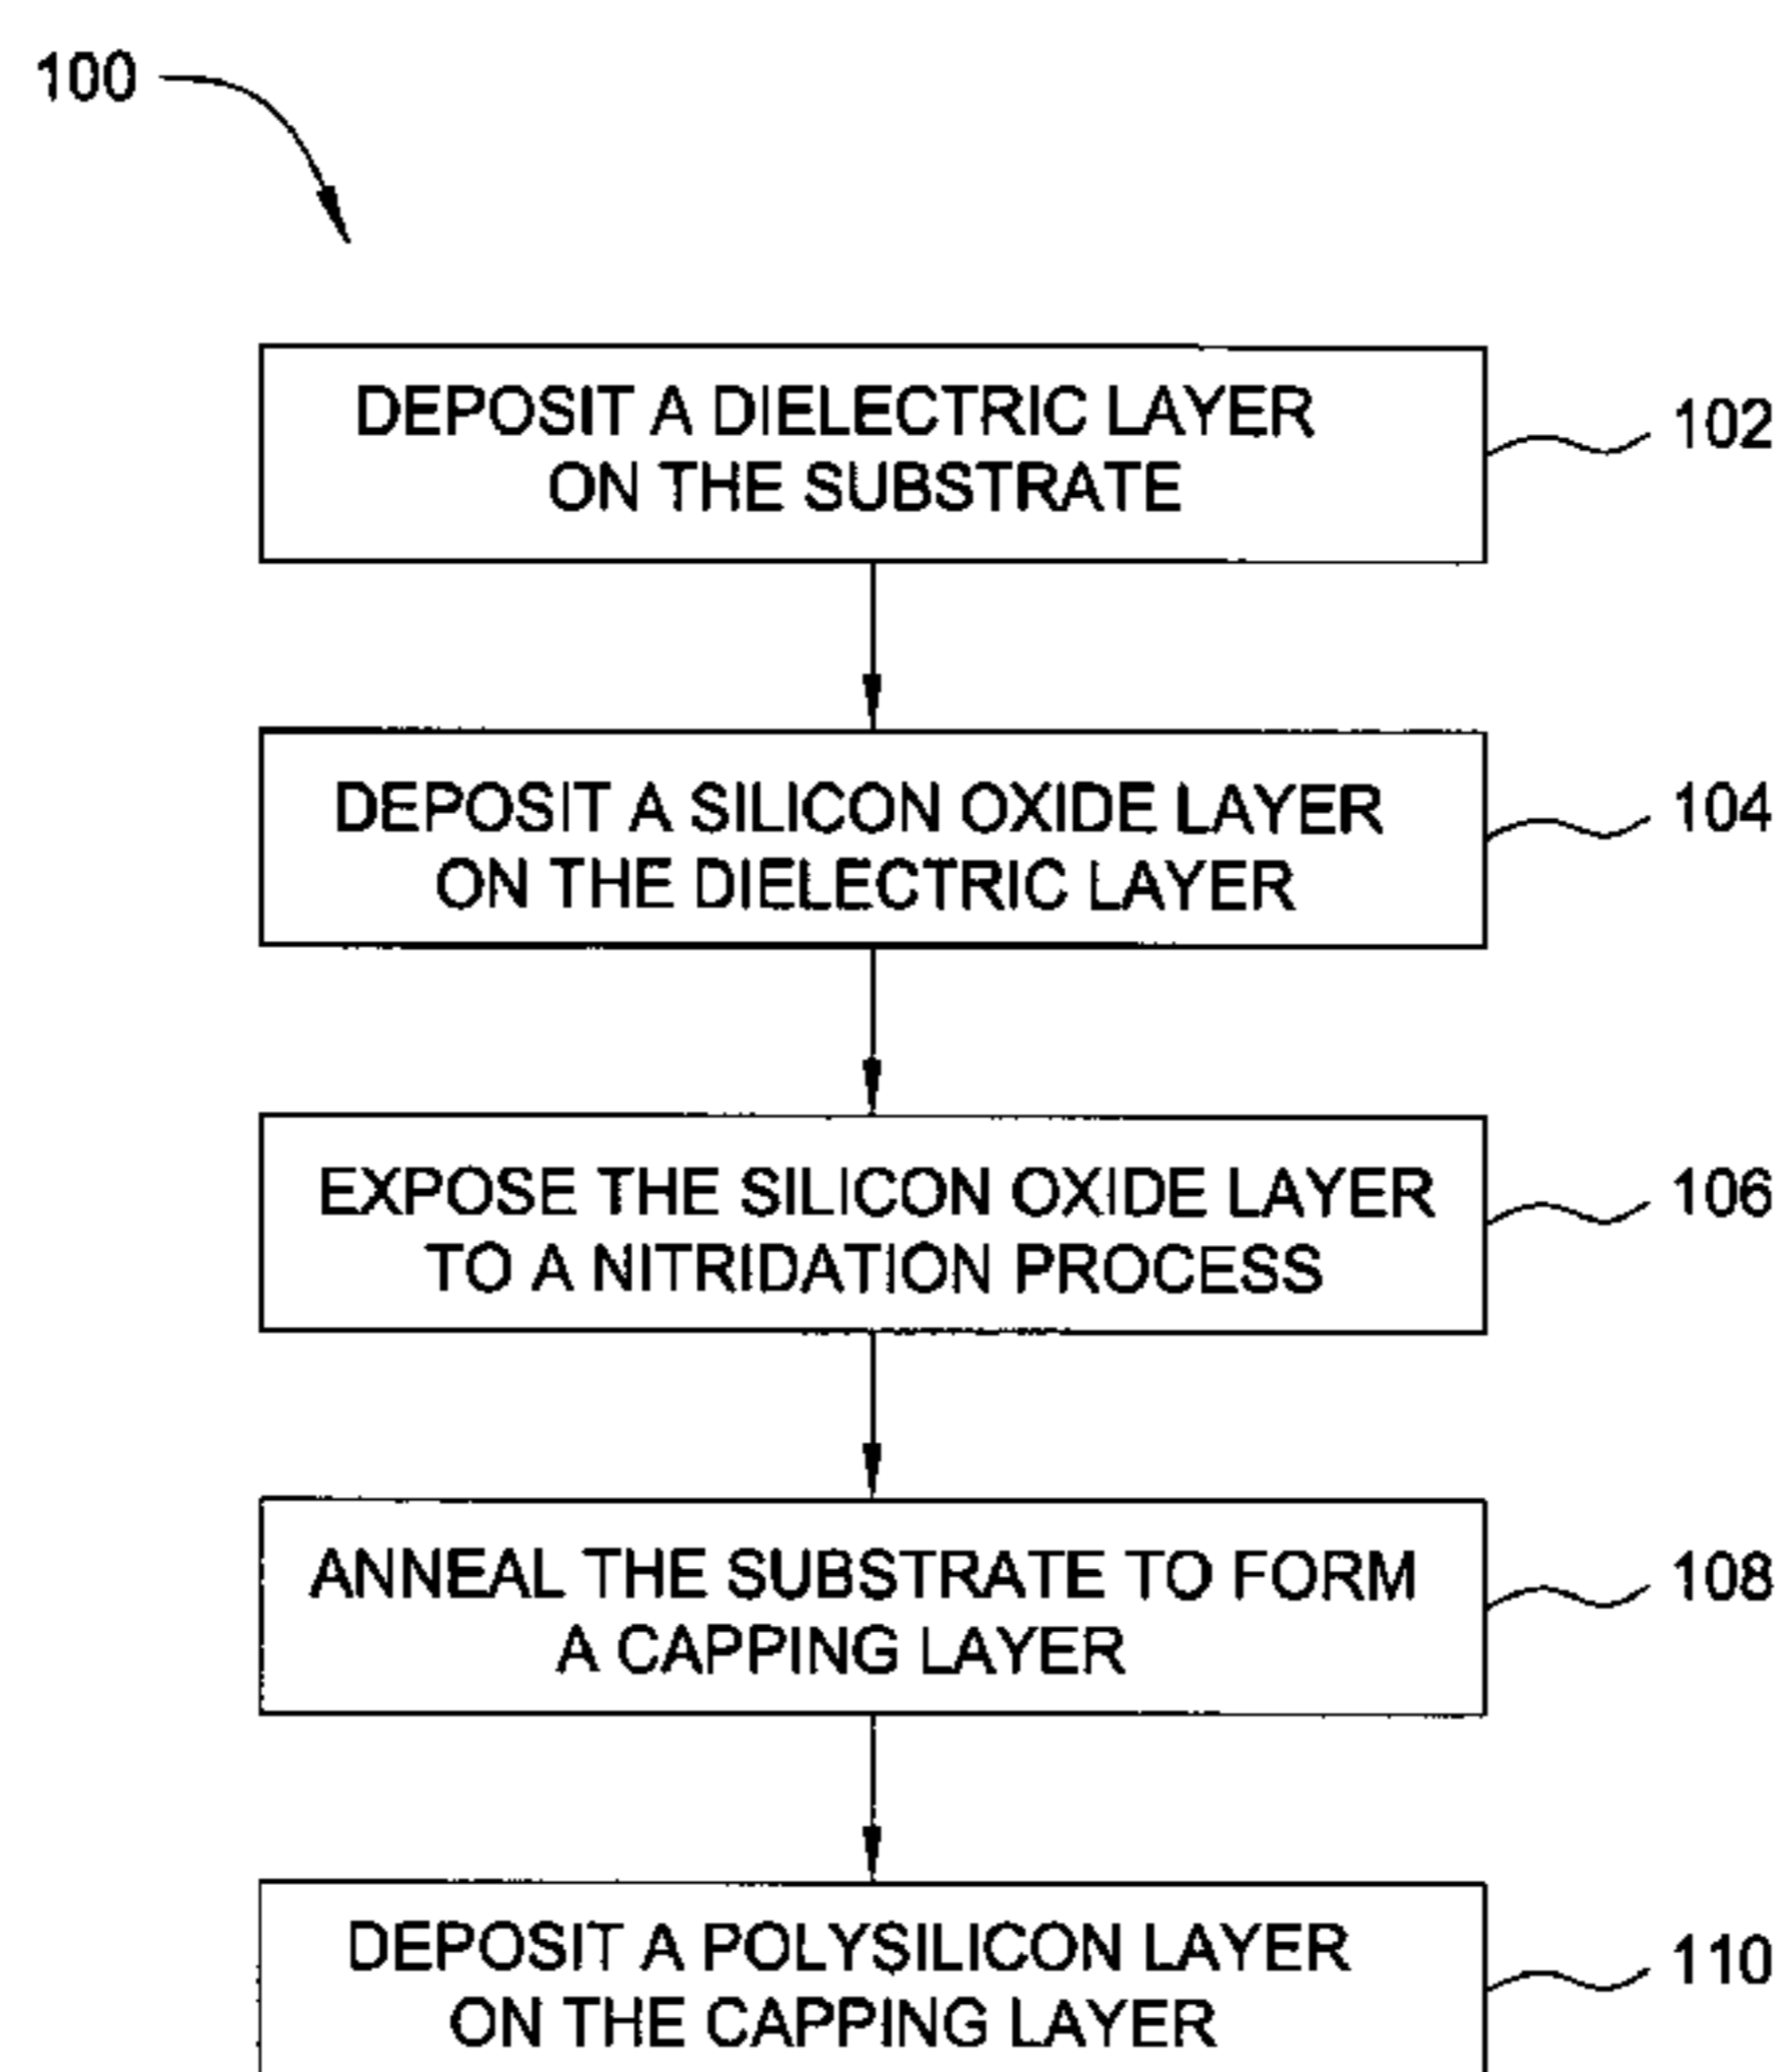 100
DEPOSIT A DIELECTRIC LAYER
ON THE SUBSTRATE
102
DEPOSIT A SILICON OXIDE LAYER
ON THE DIELECTRIC LAYER
104
EXPOSE THE SILICON OXIDE LAYER
TO A NITRIDATION PROCESS
106
ANNEAL THE SUBSTRATE TO FORM
A CAPPING LAYER
108
DEPOSIT A POLYSILICON LAYER
ON THE CAPPING LAYER
110